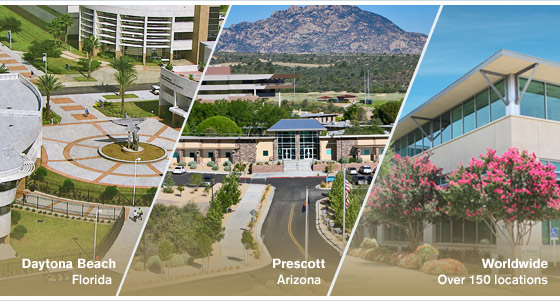 Daytona Beach
Florida
Prescott
Arizona
Worldwide
Over 150 locations